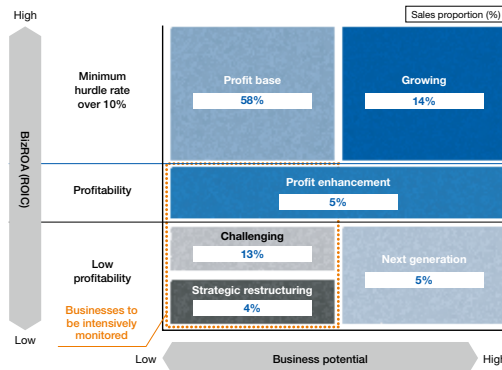 High
Sales proportion (%)
Minimum
hurdle rate
over 10%
Profit base
58%
Growing
14%
BizROA (ROIC)
Profitability
Profit enhancement
5%
Low
profitability
Challenging
13%
Next generation
5%
Strategic restructuring
4%
Businesses to
be intensively
monitored
Low
Low
Business potential
High